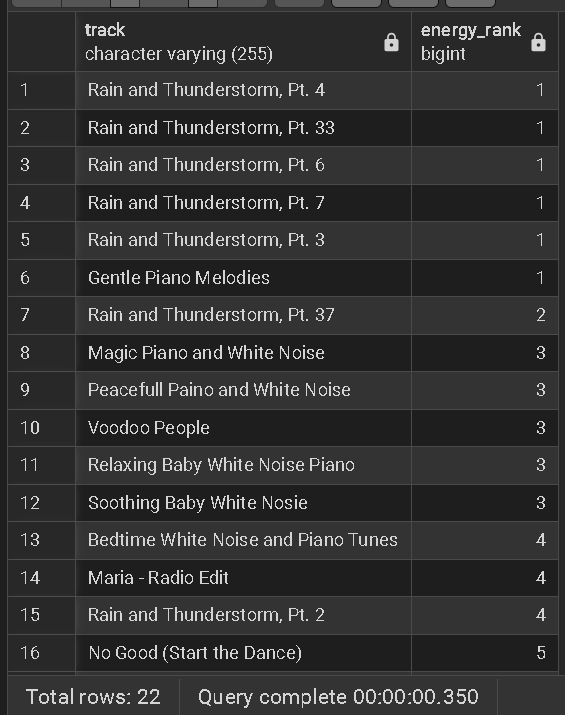 track energy_rank
character varying (255) bigint
1 Rain and Thunderstorm, Pt. 4 1
2 Rain and Thunderstorm, Pt. 33 1
3 Rain and Thunderstorm, Pt. 6 1
4 Rain and Thunderstorm, Pt. 7 1
5 Rain and Thunderstorm, Pt. 3 1
6 Gentle Piano Melodies 1
7 Rain and Thunderstorm, Pt. 37 2
8 Magic Piano and White Noise 3
9 Peacefull Paino and White Noise 3
10 Voodoo People 3
11 Relaxing Baby White Noise Piano 3
12 Soothing Baby White Nosie 3
13 Bedtime White Noise and Piano Tunes 4
14 Maria - Radio Edit 4
15 Rain and Thunderstorm, Pt. 2 4
16 No Good (Start the Dance) 5
Total rows: 22 Query complete 00:00:00.350